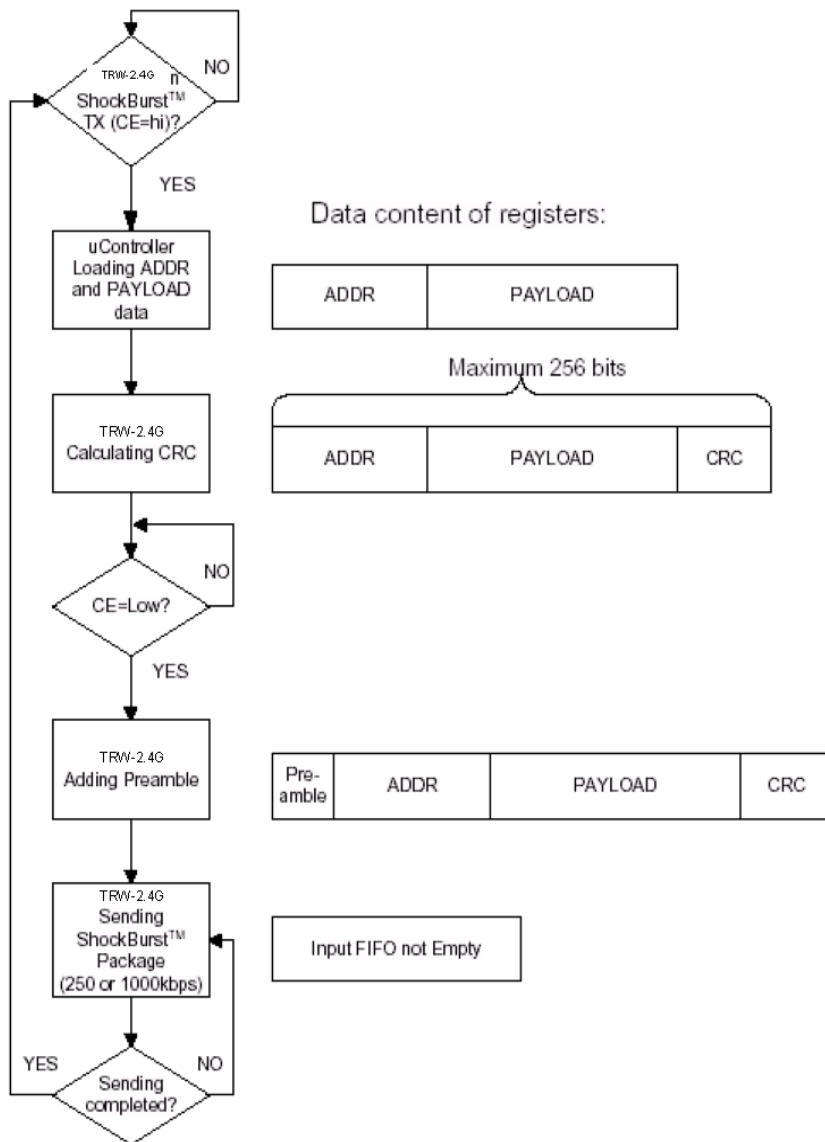 TRW-2.4G n
NO
ShockBurst™
TX (CE=hi)?
YES
Data content of registers:
uController
Loading ADDR
and PAYLOAD
data
ADDR
PAYLOAD
Maximum 256 bits
TRW-2.4G
Calculating CRC
ADDR
PAYLOAD
CRC
NO
CE=Low?
YES
TRW-2.4G
Adding Preamble
Pre-
amble
ADDR
PAYLOAD
CRC
TRW-2.4G
Sending
ShockBurst™
Package
(250 or 1000kbps)
Input FIFO not Empty
YES
NO
Sending
completed?